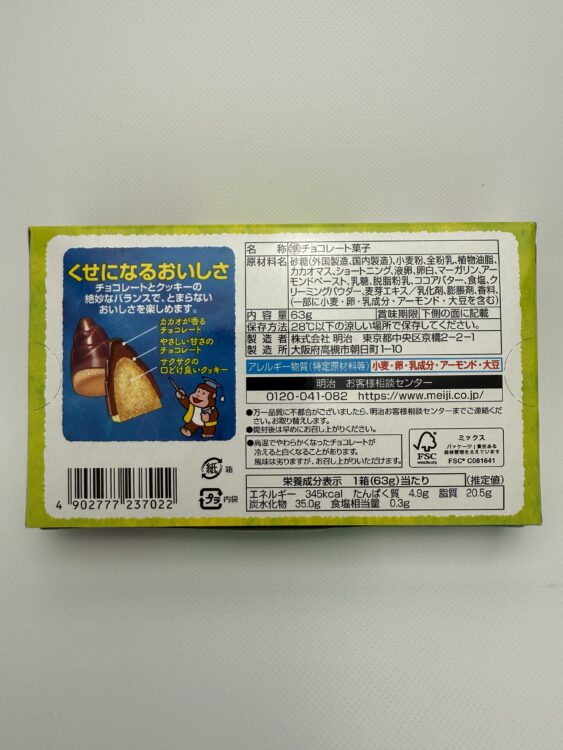 くせになるおいしさ
チョコレートとクッキーの
絶妙なバランスで、とまらない
おいしさを楽しめます。
カカオが香る
チョコレート
やさしい甘さの
チョコレート
サクサクの
口どけ良いクッキー
紙 箱
プラ 内袋
4 902777 237022
名 称 準チョコレート菓子
原材料名 砂糖(外国製造、国内製造)、小麦粉、全粉乳、植物油脂、
カカオマス、ショートニング、液卵、卵白、マーガリン、アー
モンドペースト、乳糖、脱脂粉乳、ココアバター、食塩、ク
リーミングパウダー、麦芽エキス/乳化剤、膨脹剤、香料、
(一部に小麦・卵・乳成分・アーモンド・大豆を含む)
内 容 量 63g 賞味期限 下側の面に記載
保存方法 28℃以下の涼しい場所で保存してください。
製 造 者 株式会社 明治 東京都中央区京橋2-2-1
製 造 所 大阪府高槻市朝日町1-10
アレルギー物質(特定原材料等) 小麦・卵・乳成分・アーモンド・大豆
明治 お客様相談センター
0120-041-082 https://www.meiji.co.jp/
●万一品質に不都合がございましたら、明治お客様相談センターまでご連絡くださ
い。お取り替えします。
●開封後は早めにお召し上がりください。
●高温でやわらかくなったチョコレートが
冷えると白くなることがあります。
風味は劣りますが、お召し上がりいただけます。
FSC
www.fsc.org
ミックス
パッケージ|責任ある
森林管理を支えています
FSC® C081641
栄養成分表示 1箱(63g)当たり (推定値)
エネルギー 345kcal たんぱく質 4.9g 脂質 20.5g
炭水化物 35.0g 食塩相当量 0.3g